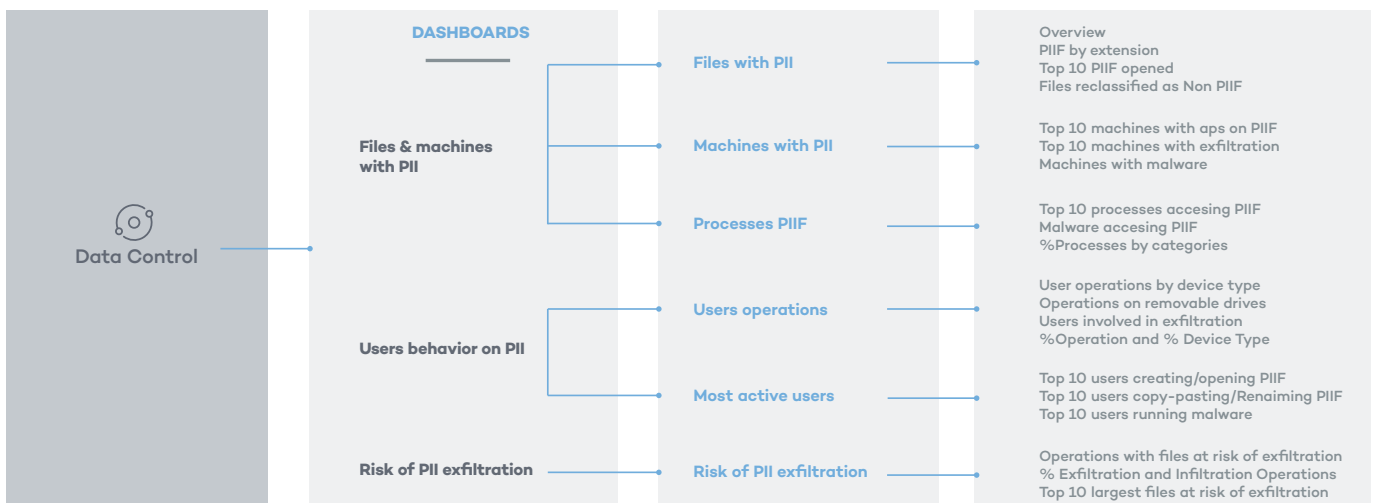 Data Control
DASHBOARDS
Files & machines
with PII
Users behavior on PII
Risk of PII exfiltration
Files with PII
Machines with PII
Processes PIIF
Users operations
Most active users
Risk of PII exfiltration
Overview
PIIF by extension
Top 10 PIIF opened
Files reclassified as Non PIIF
Top 10 machines with aps on PIIF
Top 10 machines with exfiltration
Machines with malware
Top 10 processes accesing PIIF
Malware accesing PIIF
%Processes by categories
User operations by device type
Operations on removable drives
Users involved in exfiltration
%Operation and % Device Type
Top 10 users creating/opening PIIF
Top 10 users copy-pasting/Renaiming PIIF
Top 10 users running malware
Operations with files at risk of exfiltration
% Exfiltration and Infiltration Operations
Top 10 largest files at risk of exfiltration